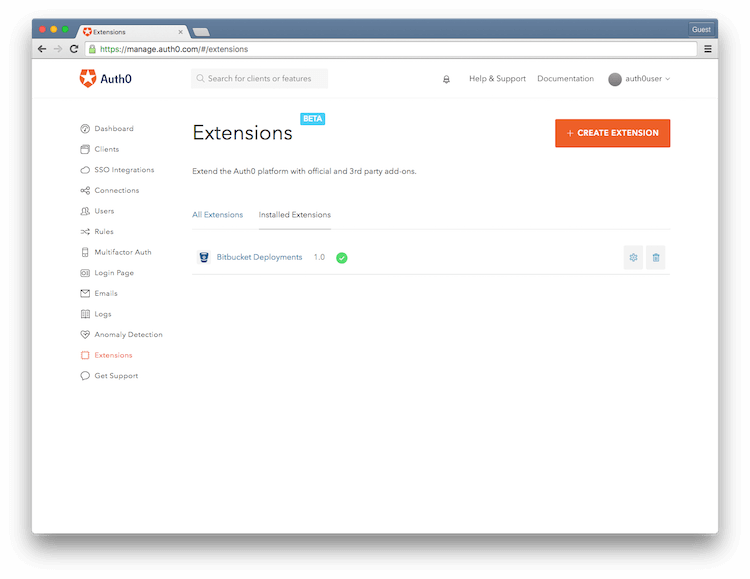 Extensions
Guest
https://manage.auth0.com/#/extensions
Auth0
Search for clients or features
Help & Support
Documentation
auth0user
Dashboard
Clients
SSO Integrations
Connections
Users
Rules
Multifactor Auth
Login Page
Emails
Logs
Anomaly Detection
Extensions
Get Support
Extensions
BETA
+ CREATE EXTENSION
Extend the Auth0 platform with official and 3rd party add-ons.
All Extensions
Installed Extensions
Bitbucket Deployments 1.0